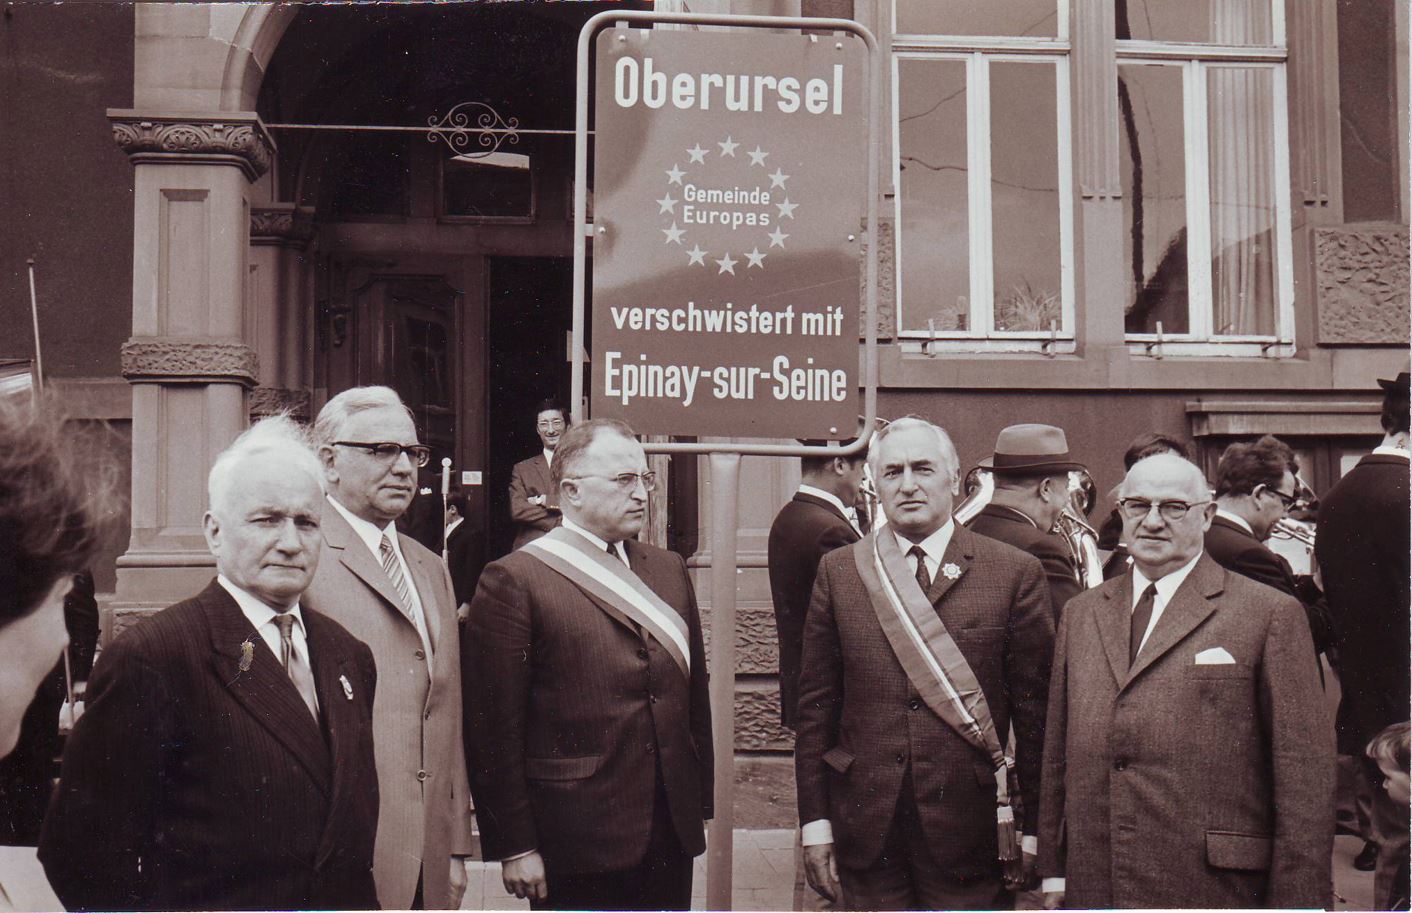 Oberursel
Gemeinde
Europas
verschwistert mit
Epinay-sur-Seine